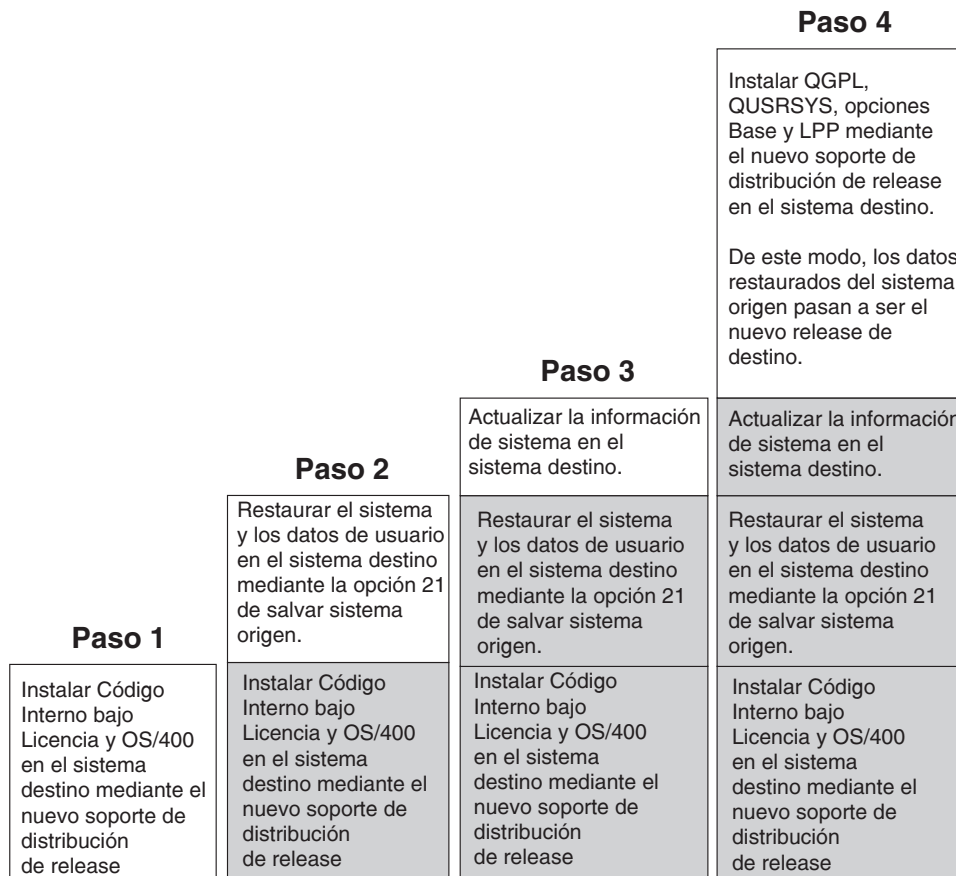 Paso 1
Instalar Código
Interno bajo
Licencia y OS/400
en el sistema
destino mediante el
nuevo soporte de
distribución
de release
Paso 2
Restaurar el sistema
y los datos de usuario
en el sistema destino
mediante la opción 21
de salvar sistema
origen.
Instalar Código
Interno bajo
Licencia y OS/400
en el sistema
destino mediante el
nuevo soporte de
distribución
de release
Paso 3
Actualizar la información
de sistema en el
sistema destino.
Restaurar el sistema
y los datos de usuario
en el sistema destino
mediante la opción 21
de salvar sistema
origen.
Instalar Código
Interno bajo
Licencia y OS/400
en el sistema
destino mediante el
nuevo soporte de
distribución
de release
Paso 4
Instalar QGPL,
QUSRSYS, opciones
Base y LPP mediante
el nuevo soporte de
distribución de release
en el sistema destino.
De este modo, los datos
restaurados del sistema
origen pasan a ser el
nuevo release de
destino.
Actualizar la información
de sistema en el
sistema destino.
Restaurar el sistema
y los datos de usuario
en el sistema destino
mediante la opción 21
de salvar sistema
origen.
Instalar Código
Interno bajo
Licencia y OS/400
en el sistema
destino mediante el
nuevo soporte de
distribución
de release